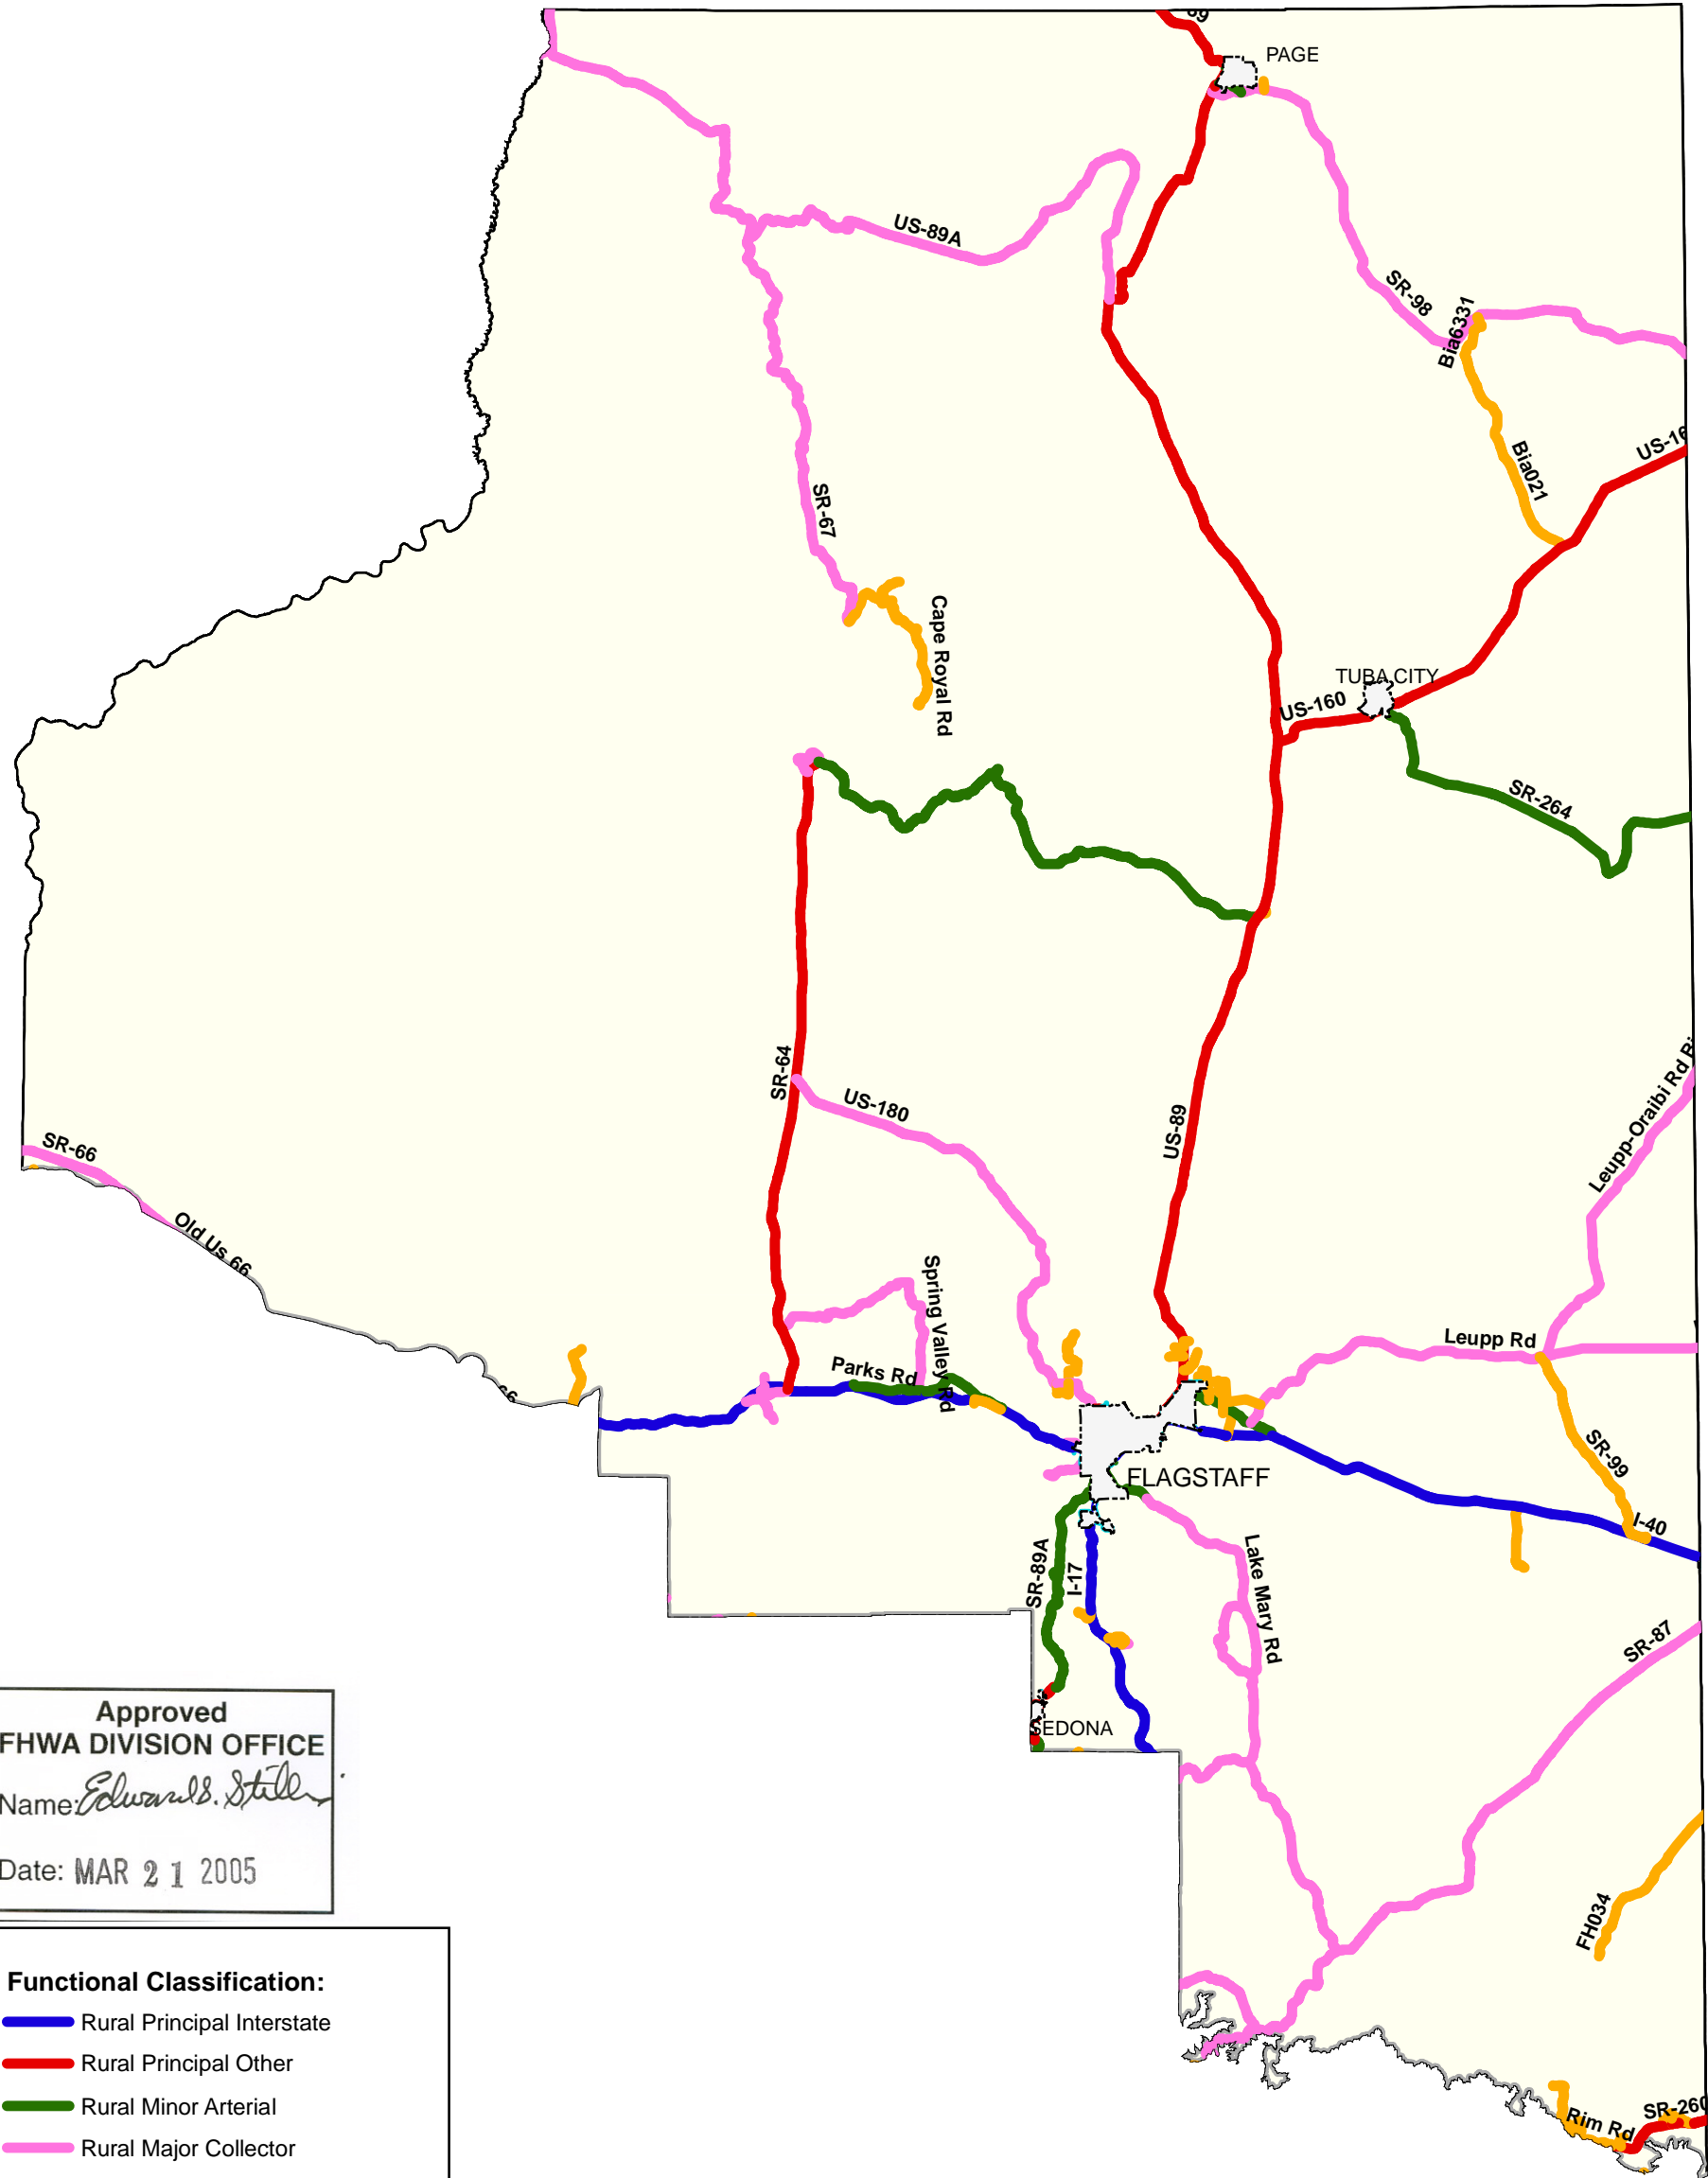 89
PAGE
US-89A
SR-98
Bia6331
US-16
Bia021
SR-67
Cape Royal Rd
TUBA CITY
US-160
SR-264
SR-64
US-180
US-89
Leupp-Oraibi Rd Bi
SR-66
Old Us 66
Spring Valley Rd
Leupp Rd
Parks Rd
66
SR-99
FLAGSTAFF
I-40
SR-89A
I-17
Lake Mary Rd
SR-87
SEDONA
Approved
FHWA DIVISION OFFICE
Name:
Date: MAR 21 2005
FH034
Functional Classification:
Rural Principal Interstate
Rural Principal Other
Rural Minor Arterial
Rural Major Collector
Rim Rd
SR-260